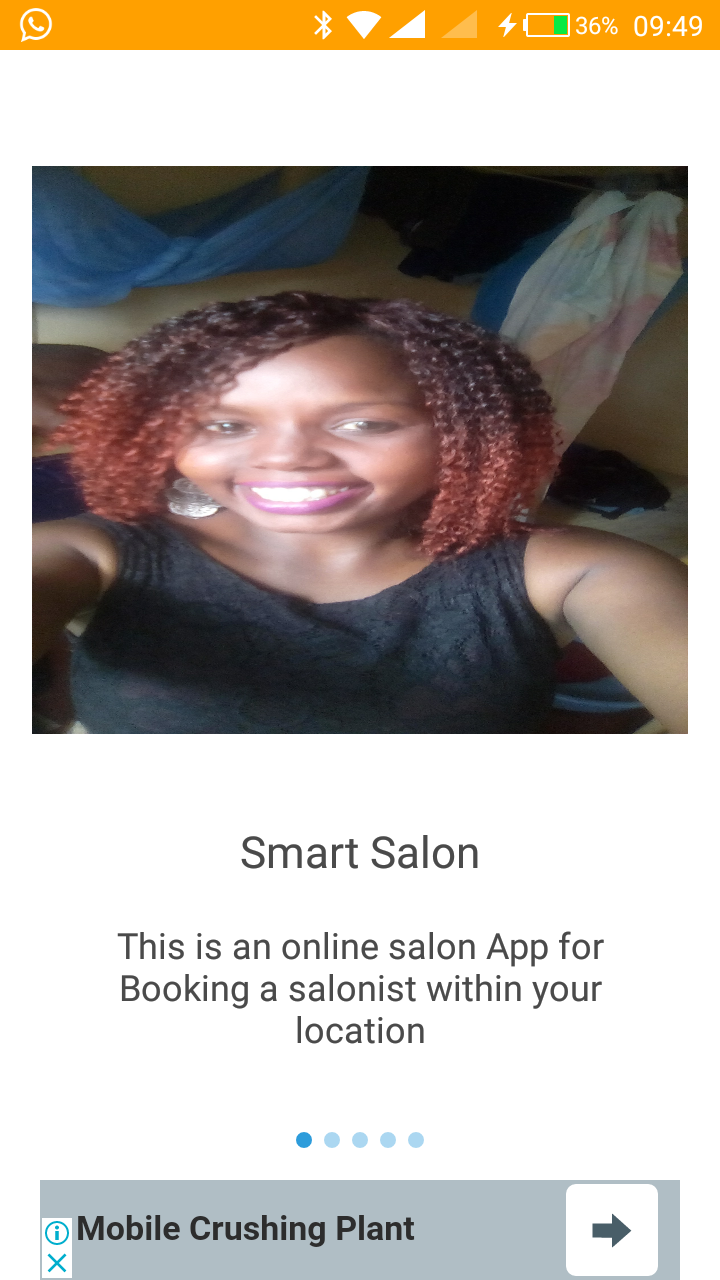 36% 09:49
Smart Salon
This is an online salon App for
Booking a salonist within your
location
Mobile Crushing Plant